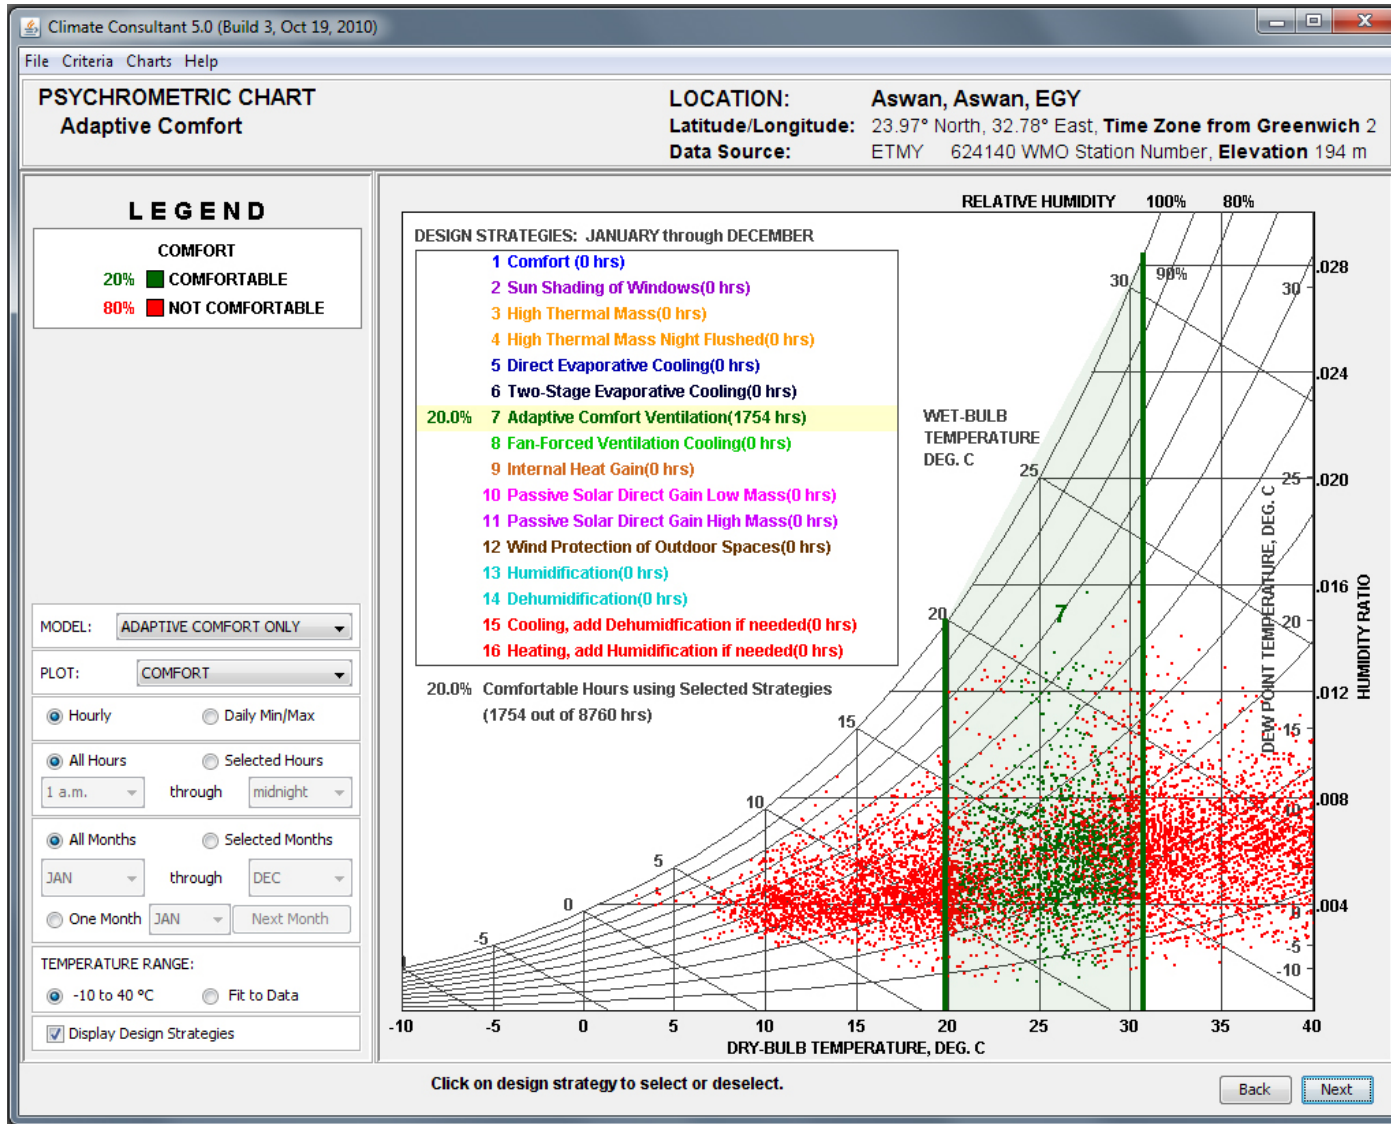 Climate Consultant 5.0 (Build 3, Oct 19, 2010)
File Criteria Charts Help
PSYCHROMETRIC CHART
Adaptive Comfort
LOCATION: Aswan, Aswan, EGY
Latitude/Longitude: 23.97° North, 32.78° East, Time Zone from Greenwich 2
Data Source: ETMY 624140 WMO Station Number, Elevation 194 m
LEGEND
COMFORT
20% COMFORTABLE
80% NOT COMFORTABLE
MODEL: ADAPTIVE COMFORT ONLY
PLOT: COMFORT
Hourly Daily Min/Max
All Hours Selected Hours
1 a.m. through midnight
All Months Selected Months
JAN through DEC
One Month JAN Next Month
TEMPERATURE RANGE:
-10 to 40 °C Fit to Data
Display Design Strategies
RELATIVE HUMIDITY 100% 80%
90%
DESIGN STRATEGIES: JANUARY through DECEMBER
1 Comfort (0 hrs)
2 Sun Shading of Windows(0 hrs)
3 High Thermal Mass(0 hrs)
4 High Thermal Mass Night Flushed(0 hrs)
5 Direct Evaporative Cooling(0 hrs)
6 Two-Stage Evaporative Cooling(0 hrs)
20.0% 7 Adaptive Comfort Ventilation(1754 hrs)
8 Fan-Forced Ventilation Cooling(0 hrs)
9 Internal Heat Gain(0 hrs)
10 Passive Solar Direct Gain Low Mass(0 hrs)
11 Passive Solar Direct Gain High Mass(0 hrs)
12 Wind Protection of Outdoor Spaces(0 hrs)
13 Humidification(0 hrs)
14 Dehumidification(0 hrs)
15 Cooling, add Dehumidfication if needed(0 hrs)
16 Heating, add Humidification if needed(0 hrs)
20.0% Comfortable Hours using Selected Strategies
(1754 out of 8760 hrs)
WET-BULB
TEMPERATURE
DEG. C
-5
0
5
10
15
20
25
30
7
30
25
20
15
10
-5
-10
DEW POINT TEMPERATURE, DEG. C
.028
.024
.020
.016
.012
.008
.004
HUMIDITY RATIO
-10 -5 0 5 10 15 20 25 30 35 40
DRY-BULB TEMPERATURE, DEG. C
Click on design strategy to select or deselect.
Back Next